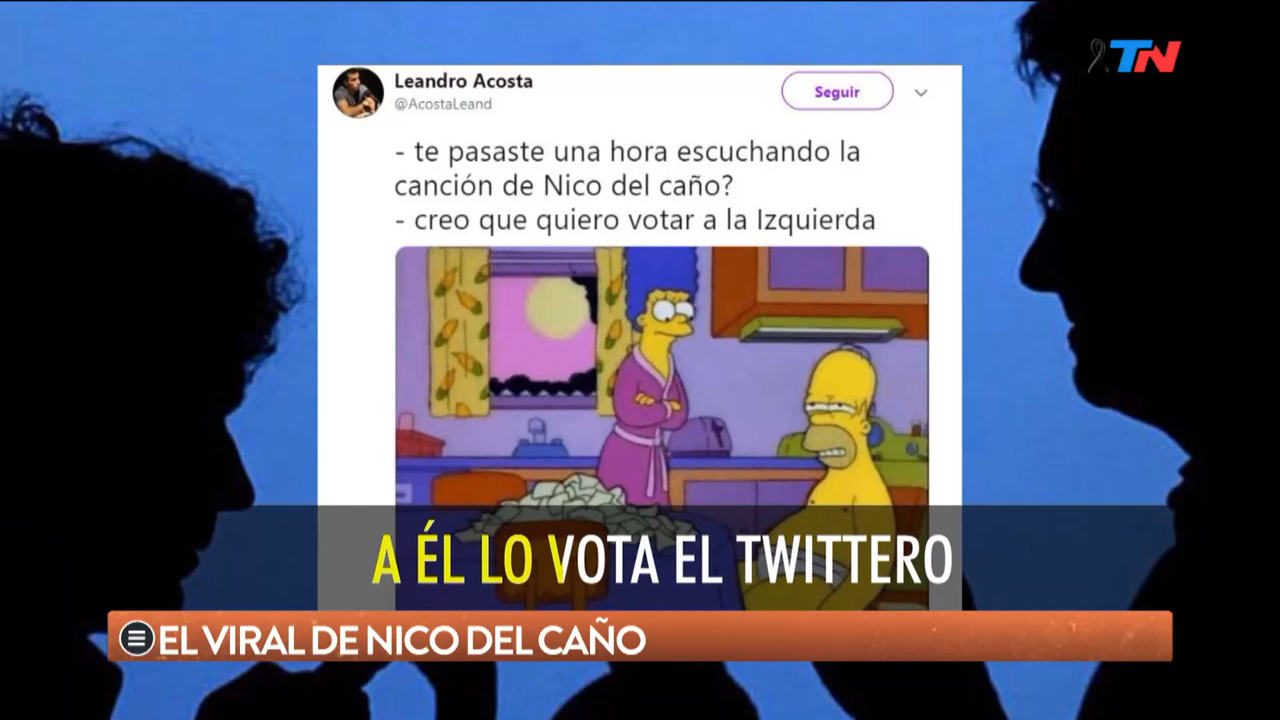 TN
Leandro Acosta
@AcostaLeand
Seguir
- te pasaste una hora escuchando la
canción de Nico del caño?
- creo que quiero votar a la Izquierda
A ÉL LO VOTA EL TWITTERO
EL VIRAL DE NICO DEL CAÑO